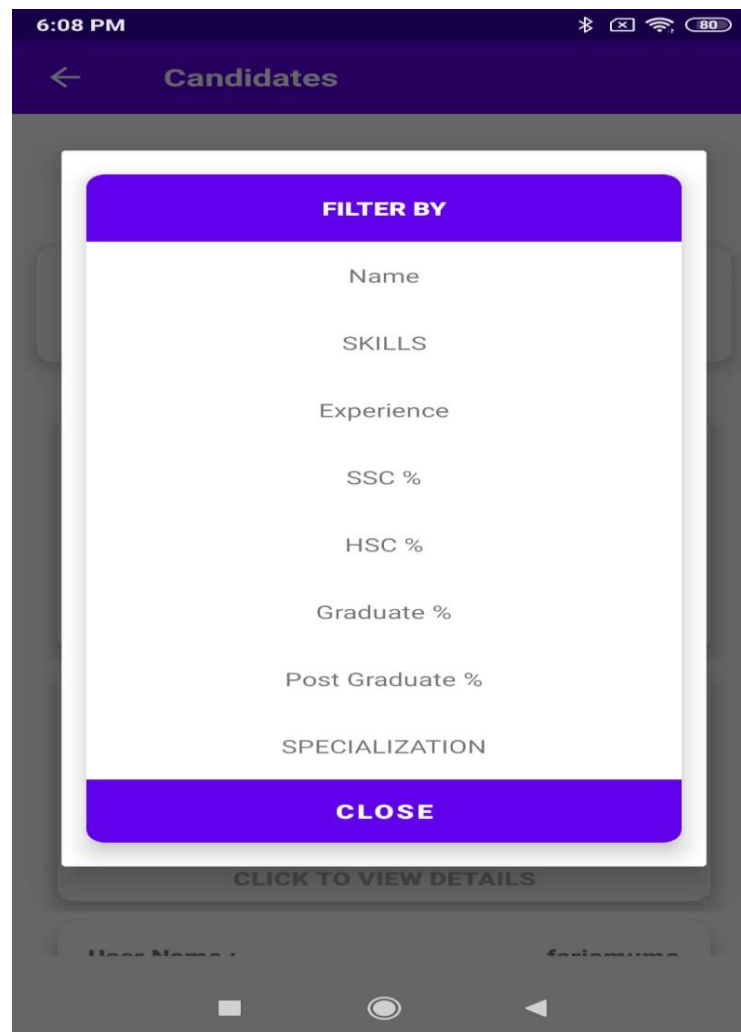 6:08 PM 80
Candidates
FILTER BY
Name
SKILLS
Experience
SSC %
HSC %
Graduate %
Post Graduate %
SPECIALIZATION
CLOSE
CLICK TO VIEW DETAILS
User Name :